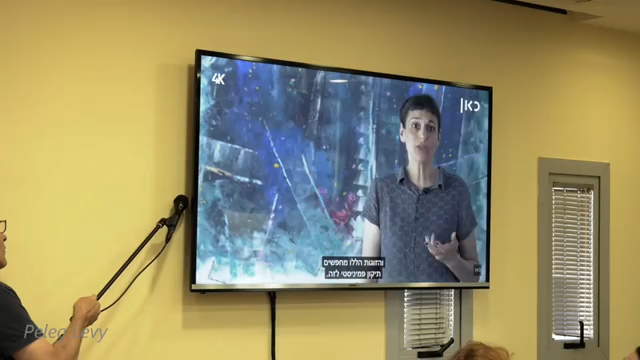 4K
כאן
והזוגות הללו מחפשים
תיקון פמיניסטי לזה.
Peleg Levy